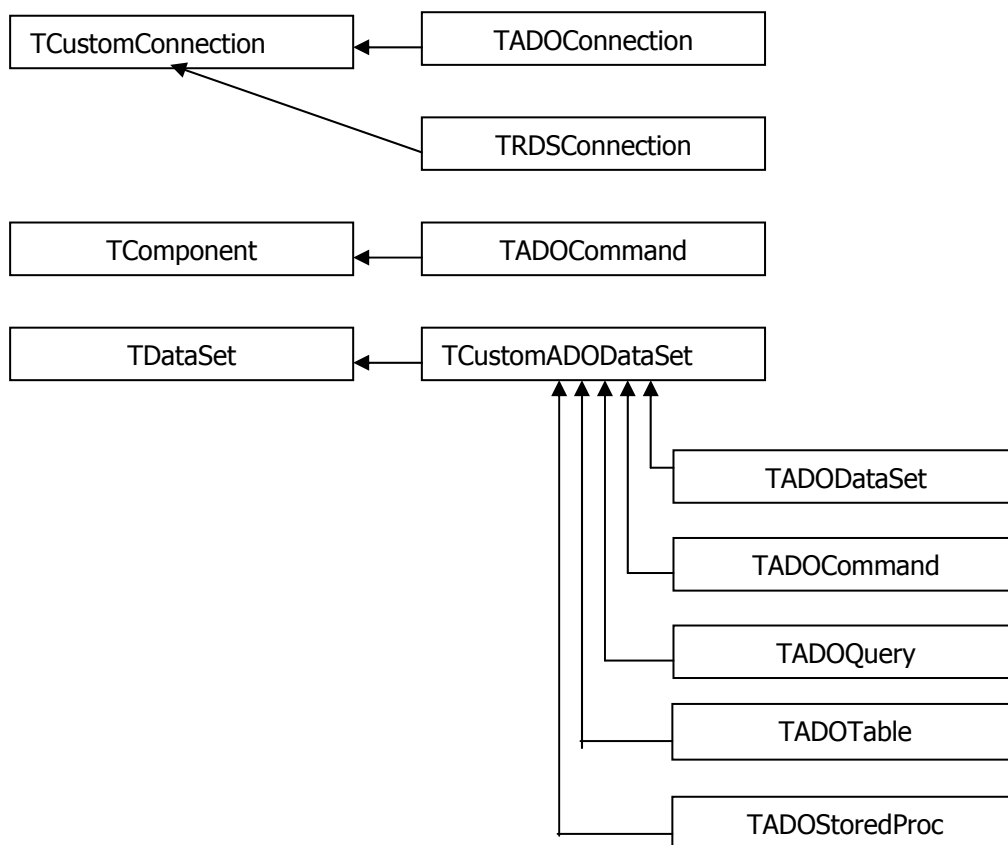 TCustomConnection
TADOConnection
TRDSConnection
TComponent
TADOCommand
TDataSet
TCustomADODataSet
TADODataSet
TADOCommand
TADOQuery
TADOTable
TADOStoredProc